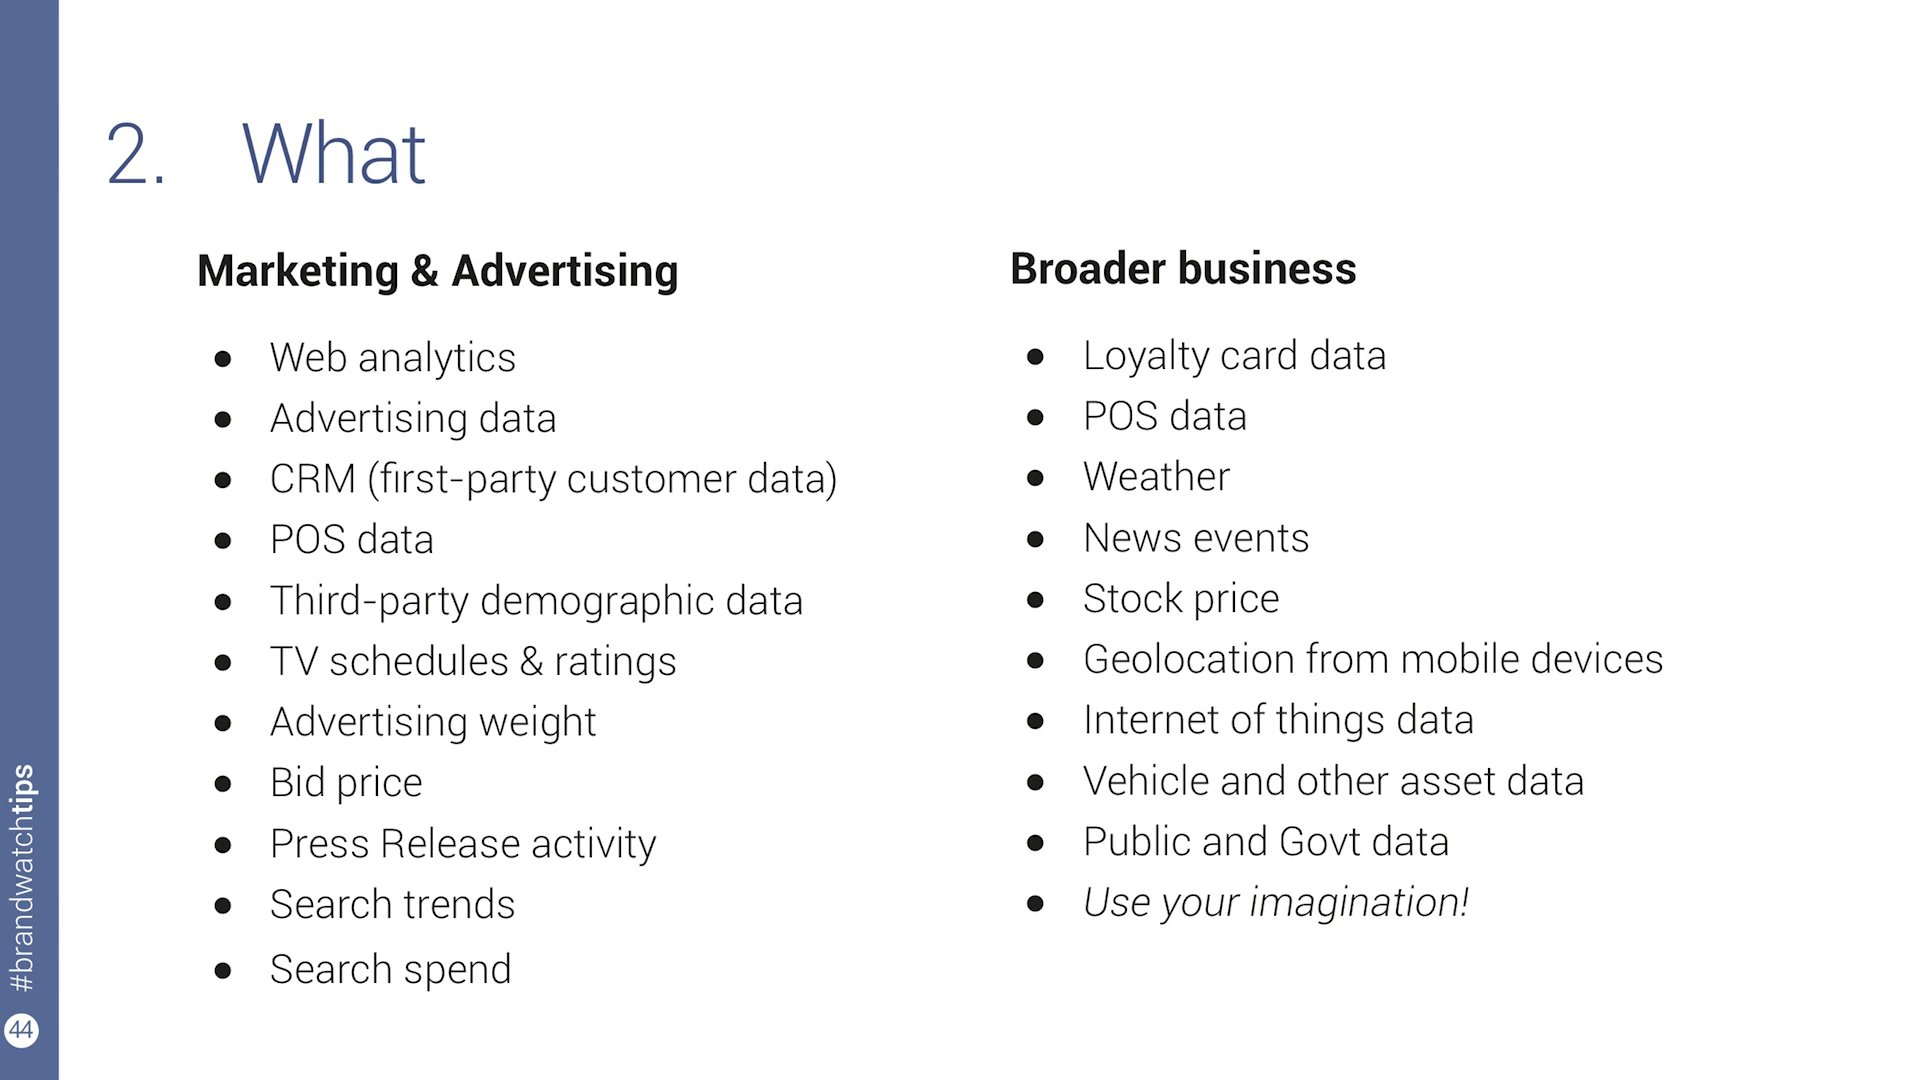 2. What
Marketing & Advertising
● Web analytics
● Advertising data
● CRM (first-party customer data)
● POS data
● Third-party demographic data
● TV schedules & ratings
● Advertising weight
● Bid price
● Press Release activity
● Search trends
● Search spend
Broader business
● Loyalty card data
● POS data
● Weather
● News events
● Stock price
● Geolocation from mobile devices
● Internet of things data
● Vehicle and other asset data
● Public and Govt data
● Use your imagination!
#brandwatchtips
44